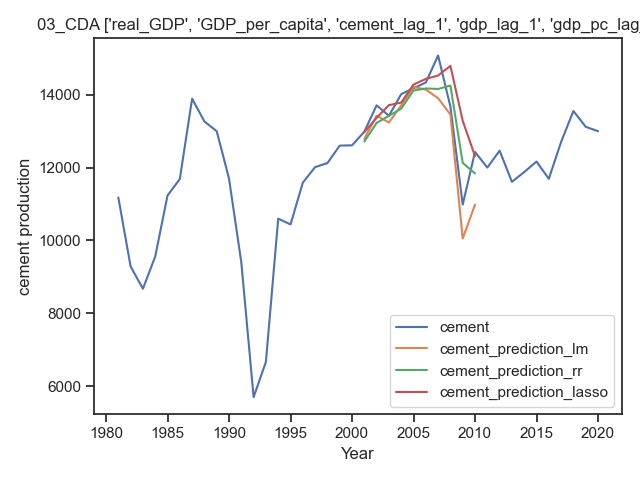 03_CDA ['real_GDP', 'GDP_per_capita', 'cement_lag_1', 'gdp_lag_1', 'gdp_pc_lag_
14000
12000
10000
8000
6000
cement production
cement
cement_prediction_lm
cement_prediction_rr
cement_prediction_lasso
1980 1985 1990 1995 2000 2005 2010 2015 2020
Year